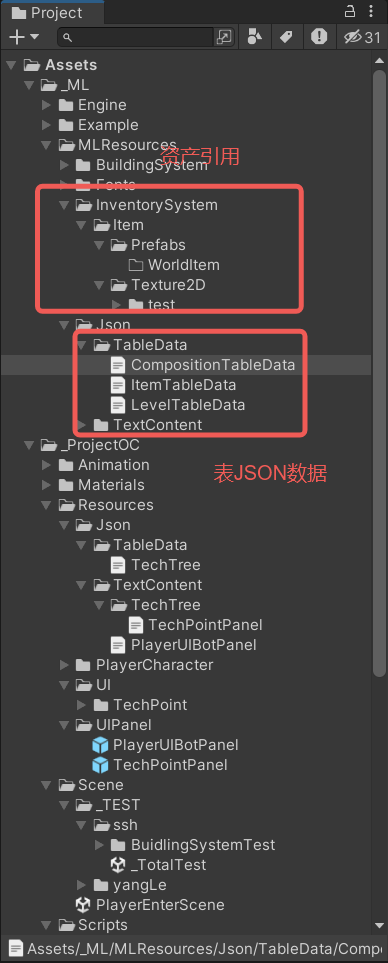 Project
31
Assets
_ML
Engine
Example
MLResources
资产引用
BuildingSystem
Fonts
InventorySystem
Item
Prefabs
WorldItem
Texture2D
test
Json
TableData
CompositionTableData
ItemTableData
LevelTableData
TextContent
_ProjectOC
Animation
表JSON数据
Materials
Resources
Json
TableData
TechTree
TextContent
TechTree
TechPointPanel
PlayerUIBotPanel
PlayerCharacter
UI
TechPoint
UIPanel
PlayerUIBotPanel
TechPointPanel
Scene
_TEST
ssh
BuidlingSystemTest
_TotalTest
yangLe
PlayerEnterScene
Scripts
Assets/_ML/MLResources/Json/TableData/Compo